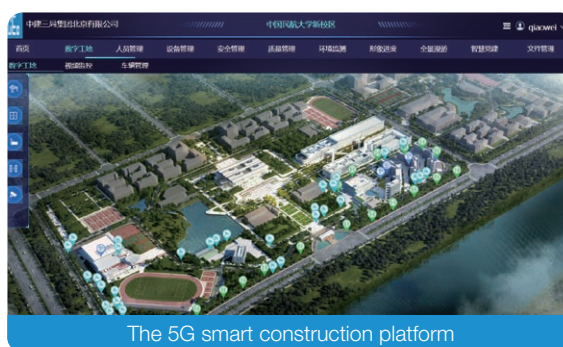 中建三局集团北京有限公司
中国民航大学新校区
qiaowei
首页 数字工地 人员管理 设备管理 安全管理 质量管理 环境监测 形象进度 全景漫游 智慧党建 文件管理
数字工地 视频监控 车辆管理
The 5G smart construction platform